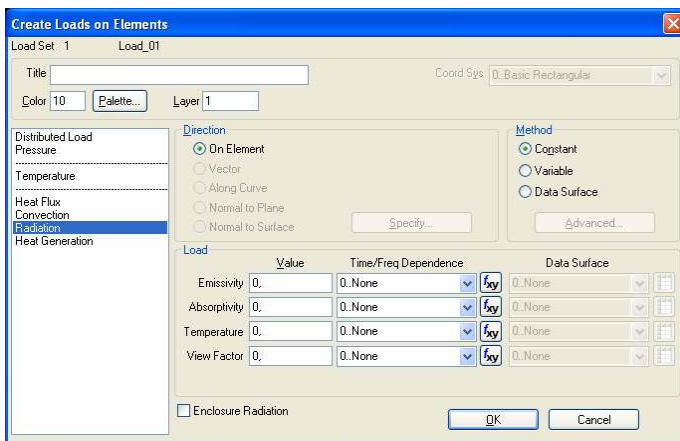 Create Loads on Elements
Load Set 1 Load_01
Title
Coord Sys 0..Basic Rectangular
Color 10 Palette... Layer 1
Distributed Load
Pressure
Temperature
Heat Flux
Convection
Radiation
Heat Generation
Direction
On Element
Vector
Along Curve
Normal to Plane
Normal to Surface
Specify...
Method
Constant
Variable
Data Surface
Advanced...
Load
Value Time/Freq Dependence Data Surface
Emissivity 0, 0..None fxy 0..None
Absorptivity 0, 0..None fxy 0..None
Temperature 0, 0..None fxy 0..None
View Factor 0, 0..None fxy 0..None
Enclosure Radiation
OK Cancel